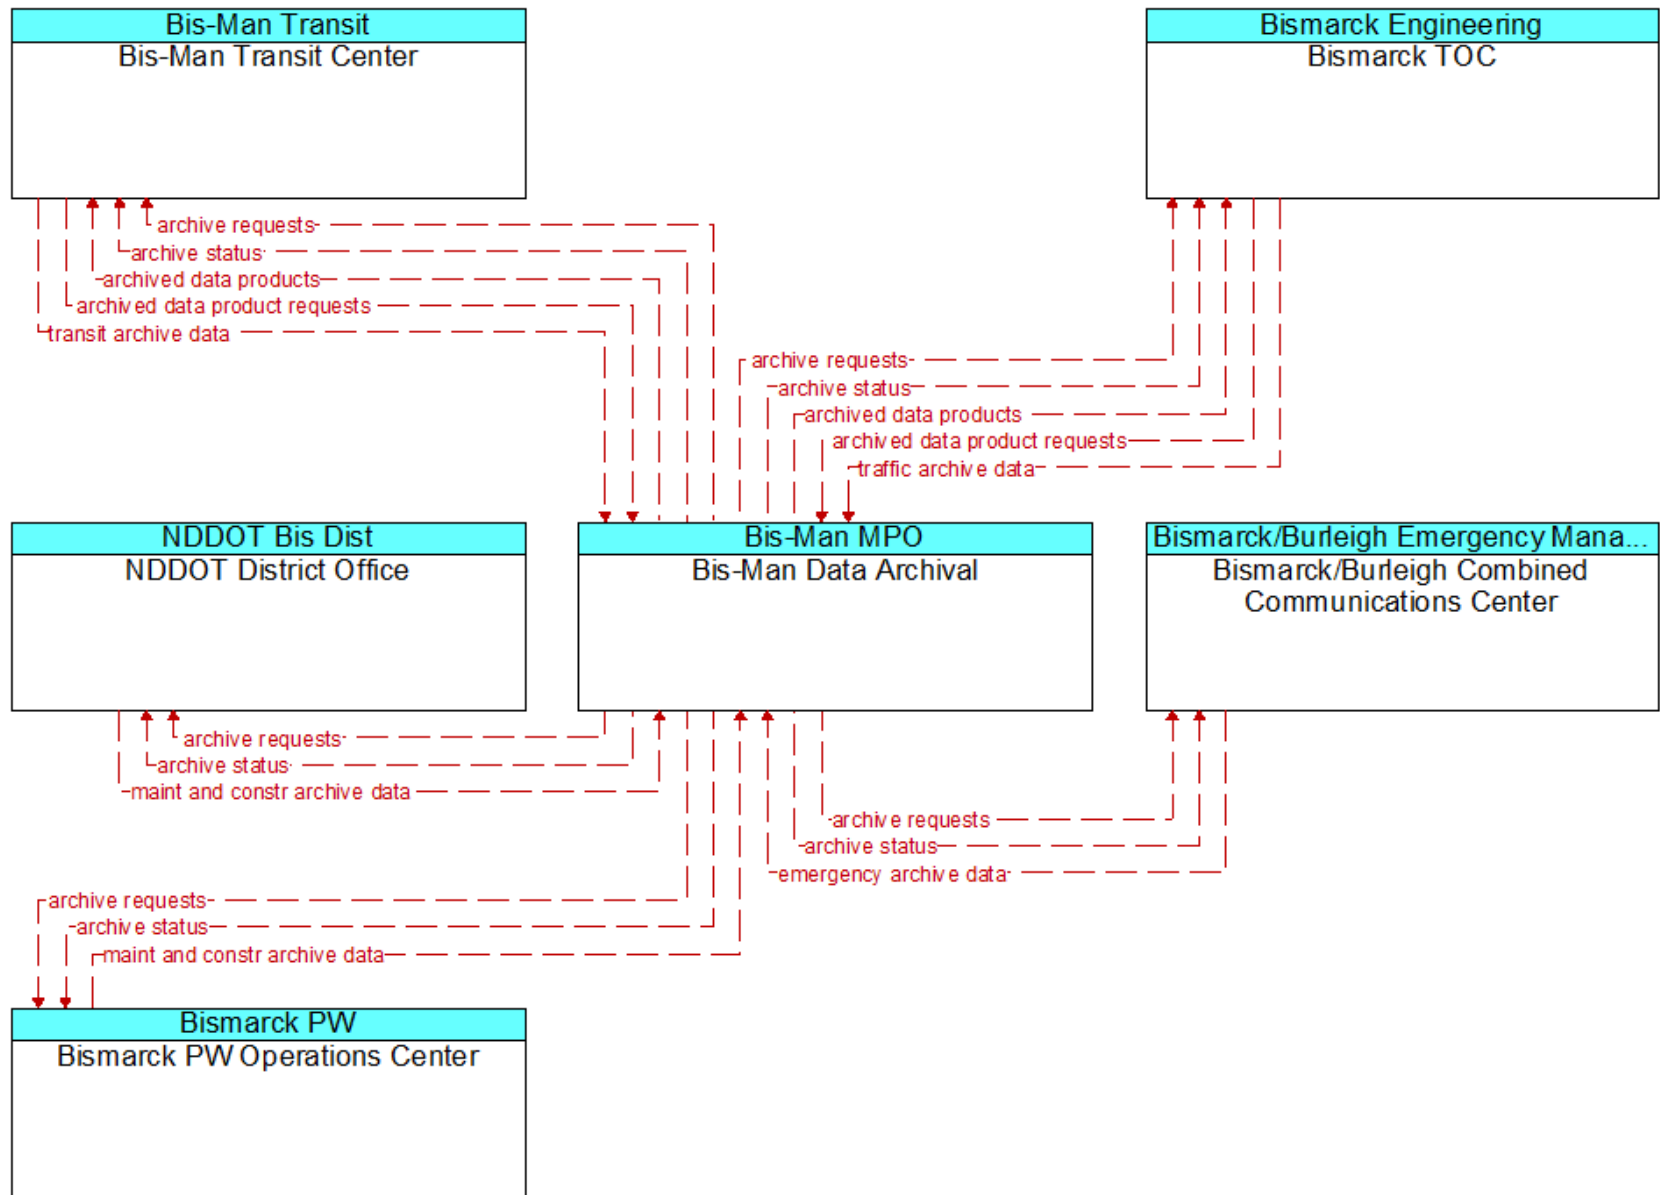 Bis-Man Transit
Bis-Man Transit Center
Bismarck Engineering
Bismarck TOC
archive requests
archive status
archived data products
archived data product requests
transit archive data
archive requests
archive status
archived data products
archived data product requests
traffic archive data
NDDOT Bis Dist
NDDOT District Office
Bis-Man MPO
Bis-Man Data Archival
Bismarck/Burleigh Emergency Mana...
Bismarck/Burleigh Combined
Communications Center
archive requests
archive status
maint and constr archive data
archive requests
archive status
emergency archive data
archive requests
archive status
maint and constr archive data
Bismarck PW
Bismarck PW Operations Center